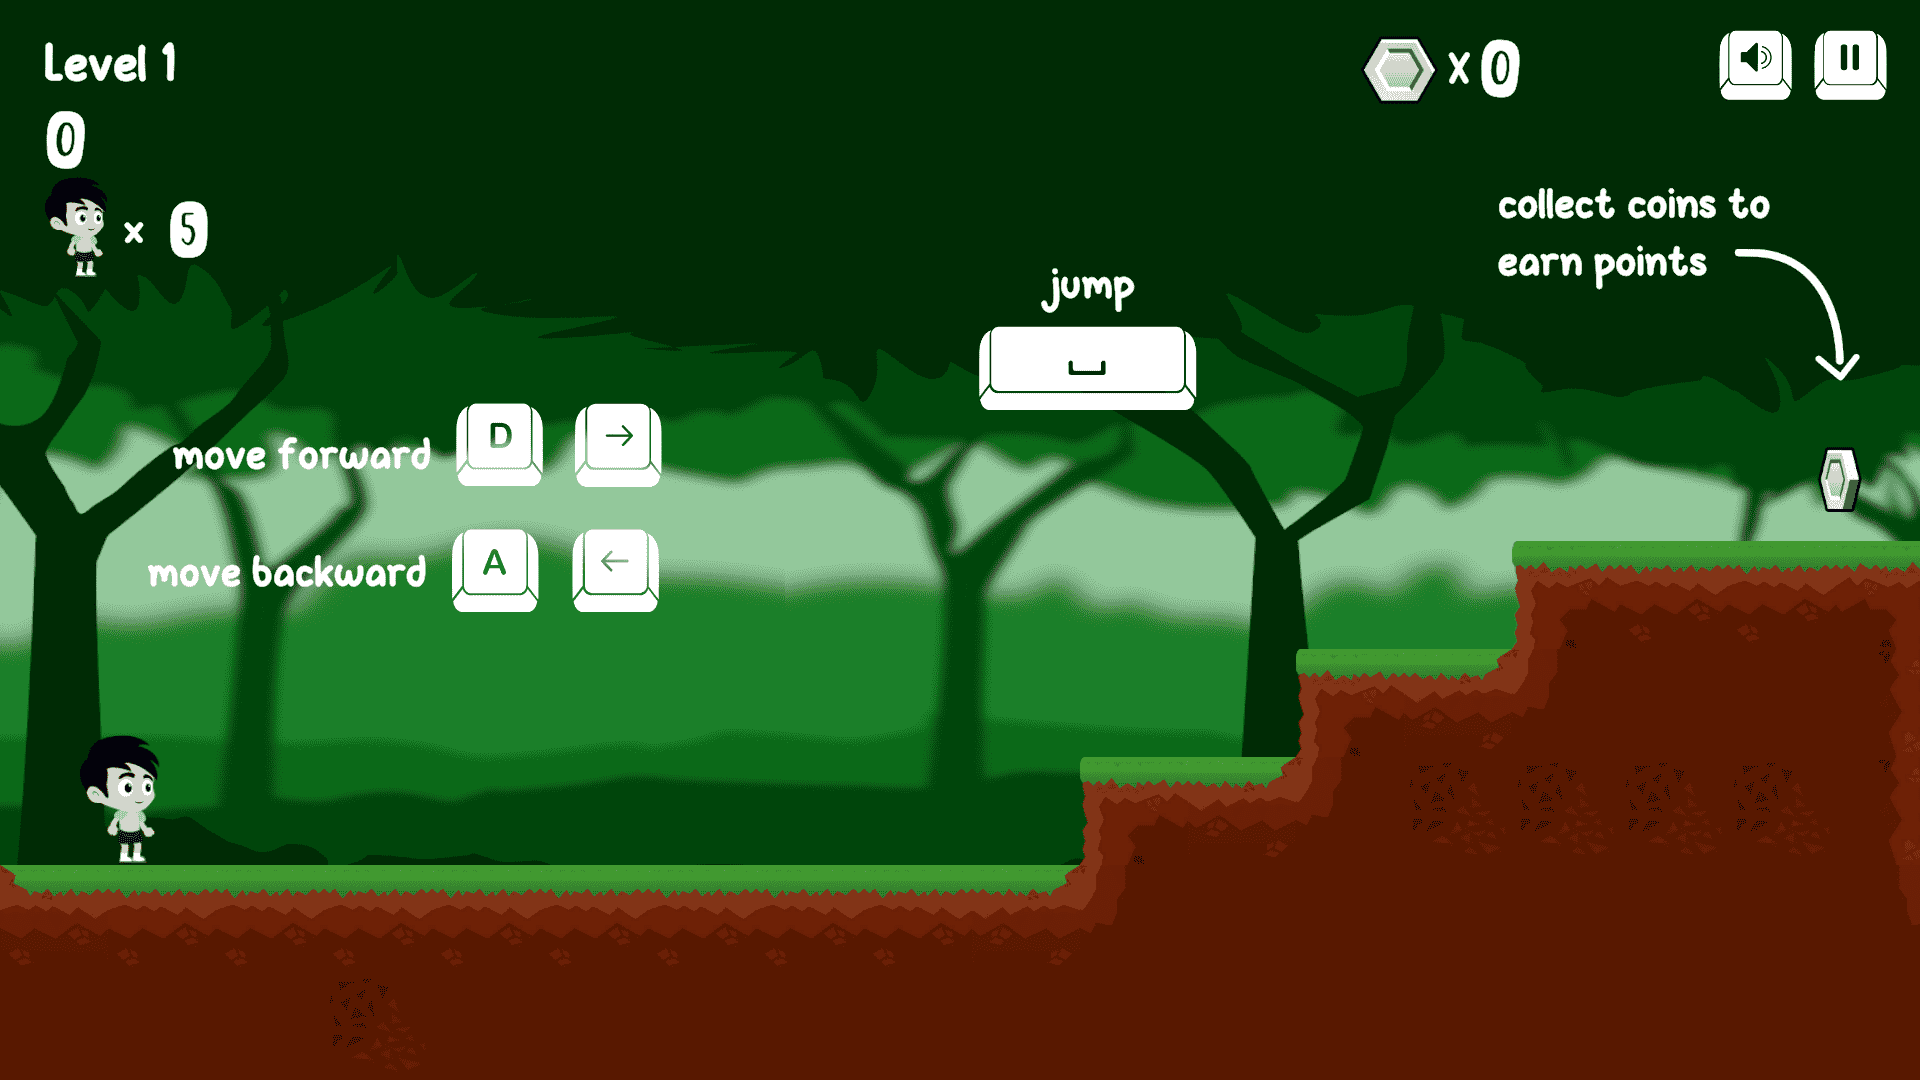 Level 1
0
x 5
x 0
collect coins to
earn points
jump
move forward D →
move backward A ←